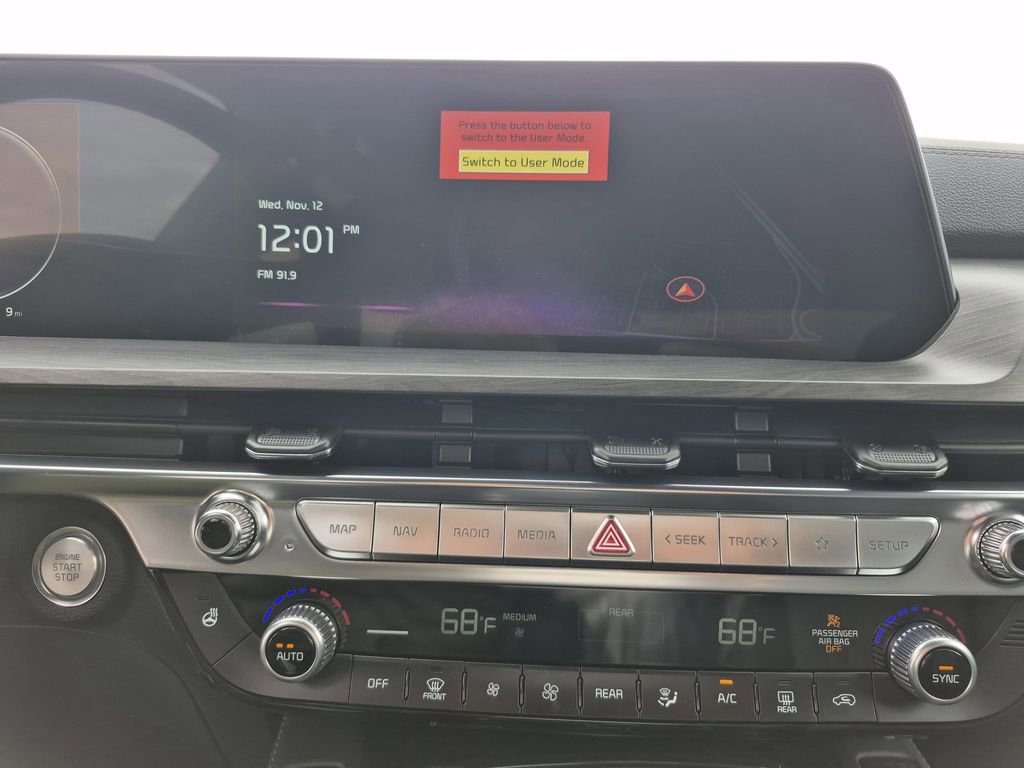 Press the button below to
switch to the User Mode.
Switch to User Mode
Wed, Nov. 12
12:01 PM
FM 91.9
9 mi
MAP
NAV
RADIO
MEDIA
< SEEK
TRACK >
SETUP
ENGINE
START
STOP
68°F
MEDIUM
REAR
68°F
PASSENGER
AIR BAG
OFF
AUTO
SYNC
OFF
FRONT
REAR
A/C
REAR